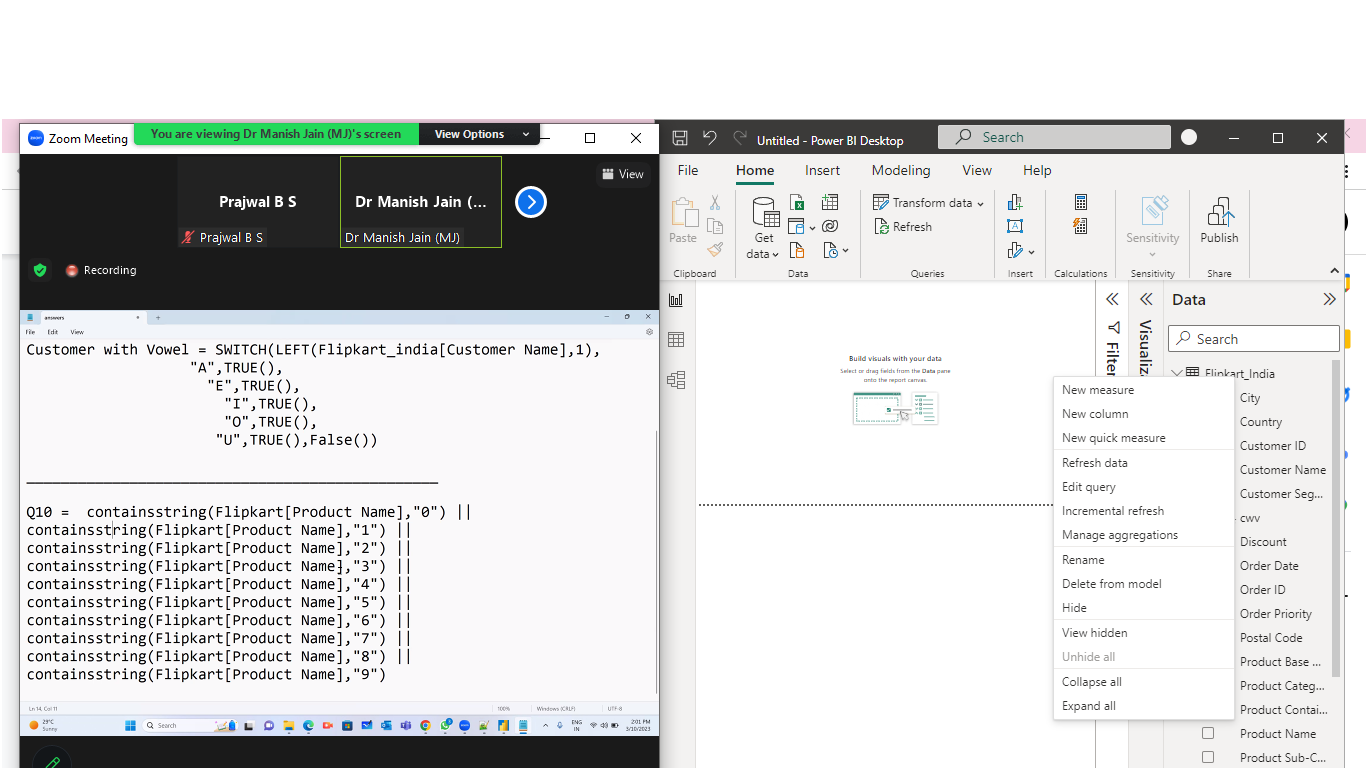 Zoom Meeting
You are viewing Dr Manish Jain (MJ)'s screen
View Options
Prajwal B S
Dr Manish Jain (...
View
Prajwal B S
Dr Manish Jain (MJ)
Recording
answers
File Edit View
Customer with Vowel = SWITCH(LEFT(Flipkart_india[Customer Name],1),
"A",TRUE(),
"E",TRUE(),
"I",TRUE(),
"O",TRUE(),
"U",TRUE(),False())
Q10 = containsstring(Flipkart[Product Name],"0") ||
containsstring(Flipkart[Product Name],"1") ||
containsstring(Flipkart[Product Name],"2") ||
containsstring(Flipkart[Product Name],"3") ||
containsstring(Flipkart[Product Name],"4") ||
containsstring(Flipkart[Product Name],"5") ||
containsstring(Flipkart[Product Name],"6") ||
containsstring(Flipkart[Product Name],"7") ||
containsstring(Flipkart[Product Name],"8") ||
containsstring(Flipkart[Product Name],"9")
Ln 14, Col 11 100% Windows (CRLF) UTF-8
29°C
Sunny
Search
ENG
IN
2:01 PM
3/10/2023
Untitled - Power BI Desktop
Search
File Home Insert Modeling View Help
Paste
Clipboard
Get
data
Data
Transform data
Refresh
Queries
Insert
Calculations
Sensitivity
Sensitivity
Publish
Share
Build visuals with your data
Select or drag fields from the Data pane
onto the report canvas.
Data
Search
Flipkart_India
City
Country
Customer ID
Customer Name
Customer Seg...
cwv
Discount
Order Date
Order ID
Order Priority
Postal Code
Product Base ...
Product Categ...
Product Contai...
Product Name
Product Sub-C...
New measure
New column
New quick measure
Refresh data
Edit query
Incremental refresh
Manage aggregations
Rename
Delete from model
Hide
View hidden
Unhide all
Collapse all
Expand all